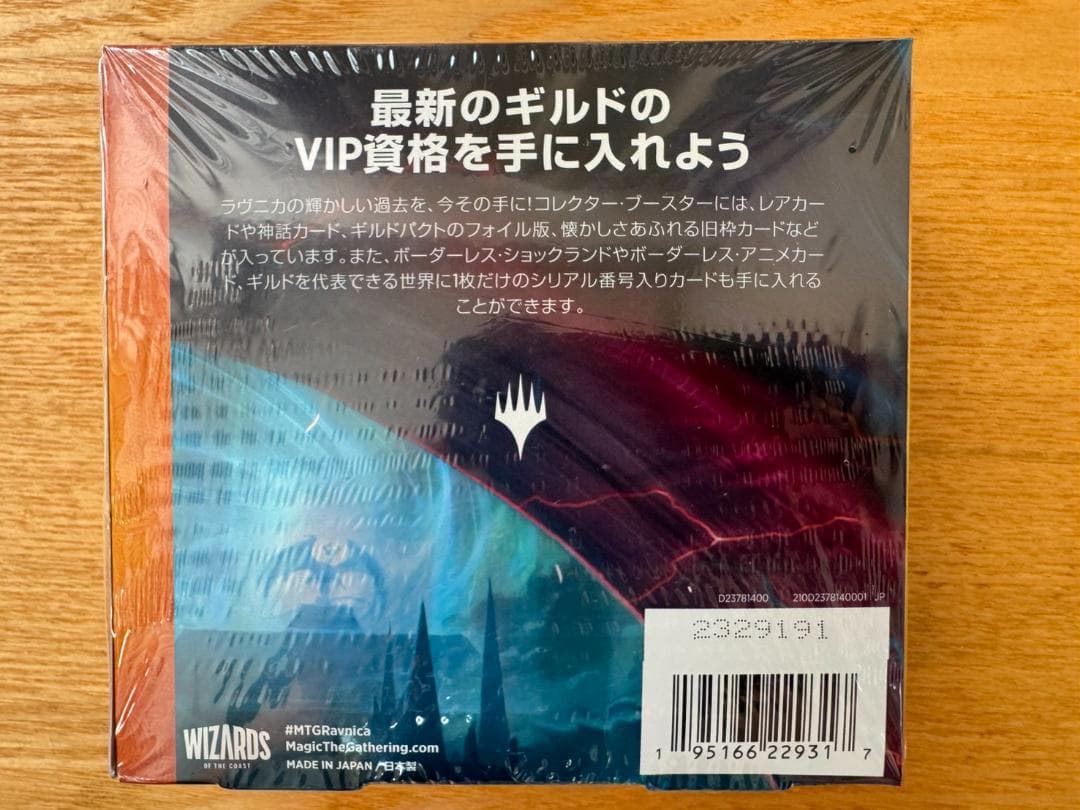 最新のギルドの
VIP資格を手に入れよう
ラヴニカの輝かしい過去を、今その手に!コレクター・ブースターには、レアカー
ドや神話カード、ギルドパクトのフォイル版、懐かしさあふれる旧枠カードなど
が入っています。また、ボーダーレス・ショックランドやボーダーレス・アニメカー
ド、ギルドを代表できる世界に1枚だけのシリアル番号入りカードも手に入れる
ことができます。
D23781400 210D2378140001 JP
2329191
1 95166 22931 7
WIZARDS
OF THE COAST
#MTGRavnica
MagicTheGathering.com
MADE IN JAPAN / 日本製